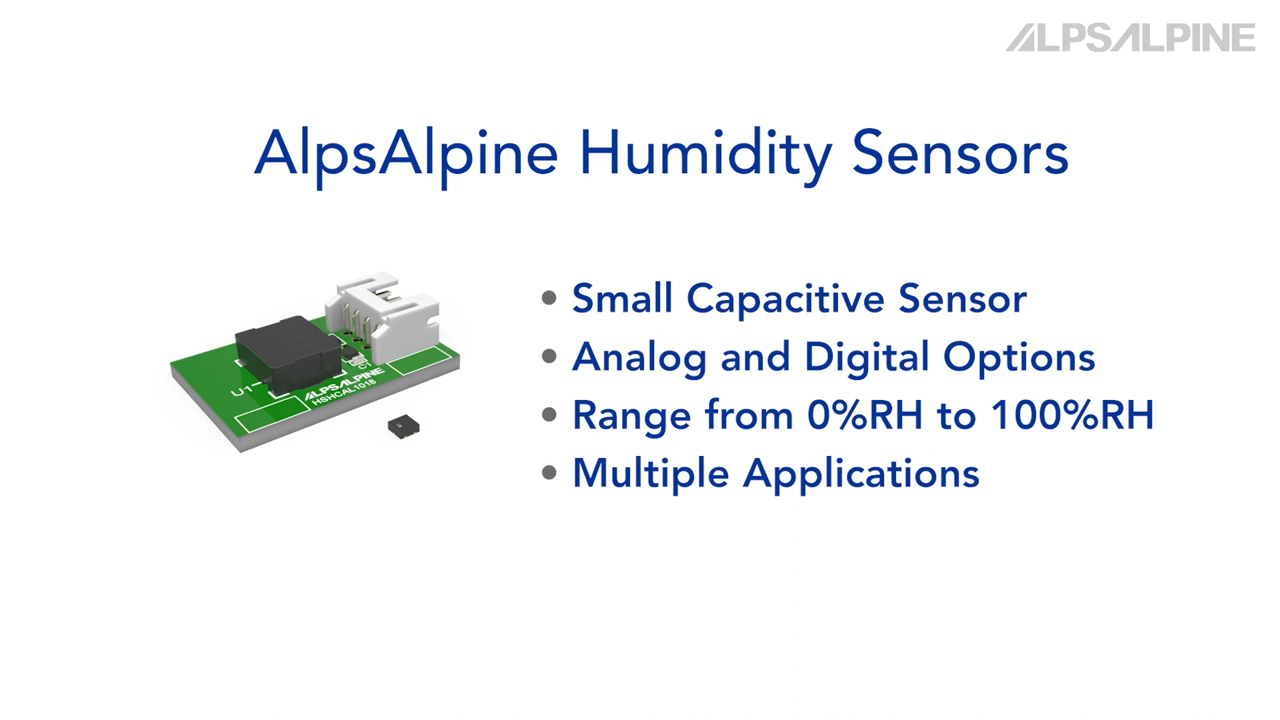 ALPSALPINE
AlpsAlpine Humidity Sensors
• Small Capacitive Sensor
• Analog and Digital Options
• Range from 0%RH to 100%RH
• Multiple Applications
U1
C1
ALPSALPINE
HSHCAL101B